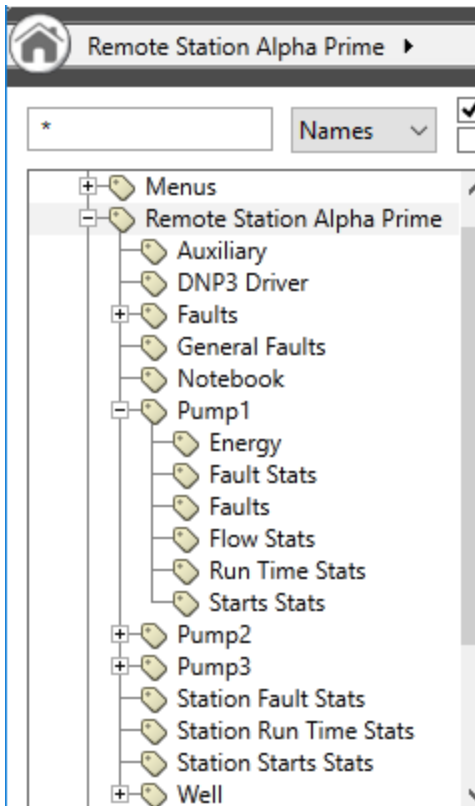 Remote Station Alpha Prime
*
Names
Menus
Remote Station Alpha Prime
Auxiliary
DNP3 Driver
Faults
General Faults
Notebook
Pump1
Energy
Fault Stats
Faults
Flow Stats
Run Time Stats
Starts Stats
Pump2
Pump3
Station Fault Stats
Station Run Time Stats
Station Starts Stats
Well